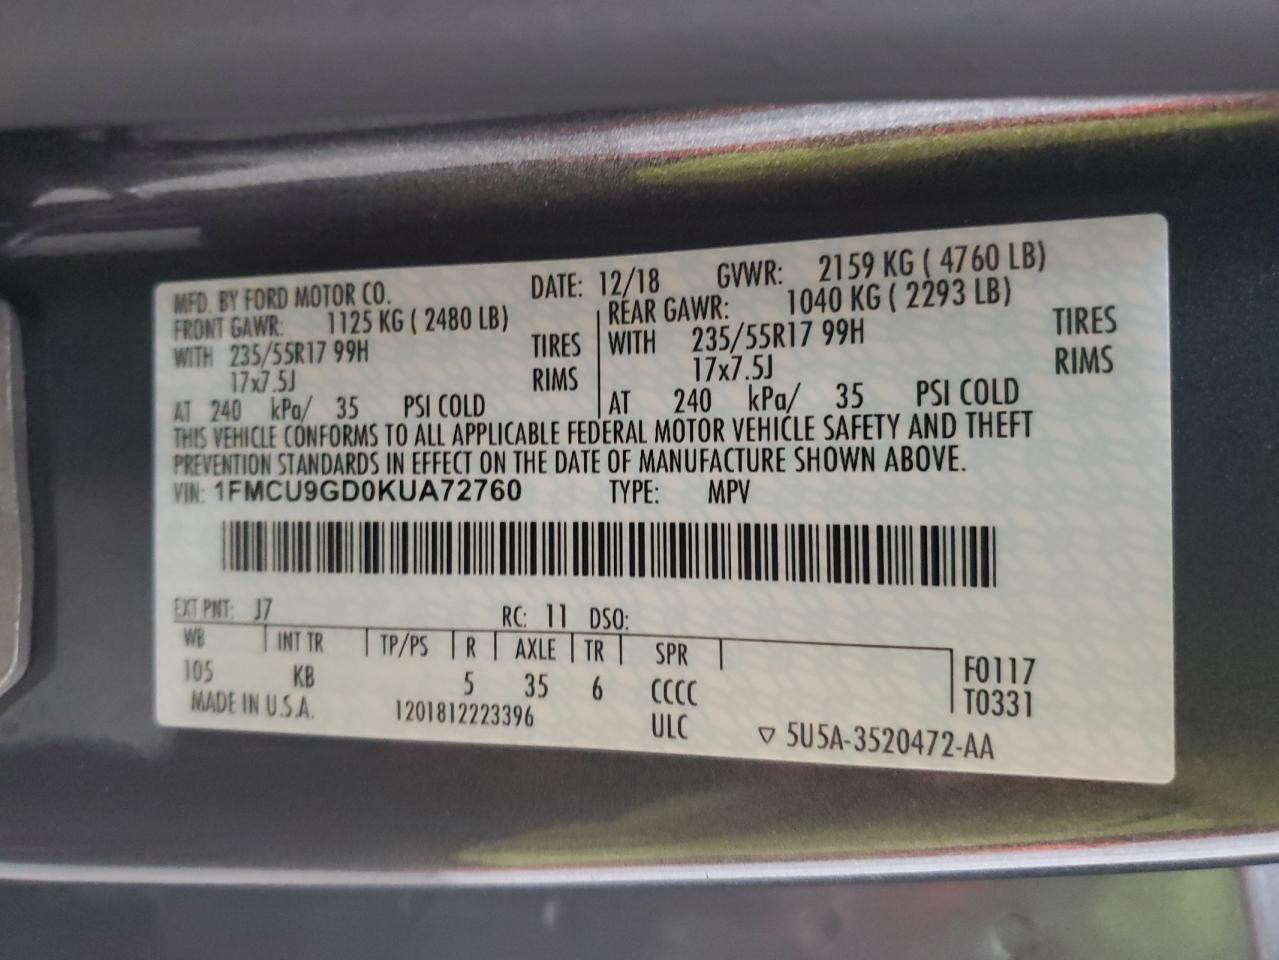 MFD. BY FORD MOTOR CO. DATE: 12/18 GVWR: 2159 KG ( 4760 LB)
FRONT GAWR: 1125 KG ( 2480 LB) REAR GAWR: 1040 KG ( 2293 LB)
WITH 235/55R17 99H TIRES WITH 235/55R17 99H TIRES
17x7.5J RIMS 17x7.5J RIMS
AT 240 kPa/ 35 PSI COLD AT 240 kPa/ 35 PSI COLD
THIS VEHICLE CONFORMS TO ALL APPLICABLE FEDERAL MOTOR VEHICLE SAFETY AND THEFT
PREVENTION STANDARDS IN EFFECT ON THE DATE OF MANUFACTURE SHOWN ABOVE.
VIN: 1FMCU9GD0KUA72760 TYPE: MPV
EXT PNT: J7 RC: 11 DSO:
WB INT TR TP/PS R AXLE TR SPR F0117
105 KB 5 35 6 CCCC T0331
MADE IN U.S.A. 1201812223396 ULC ▽ 5U5A-3520472-AA